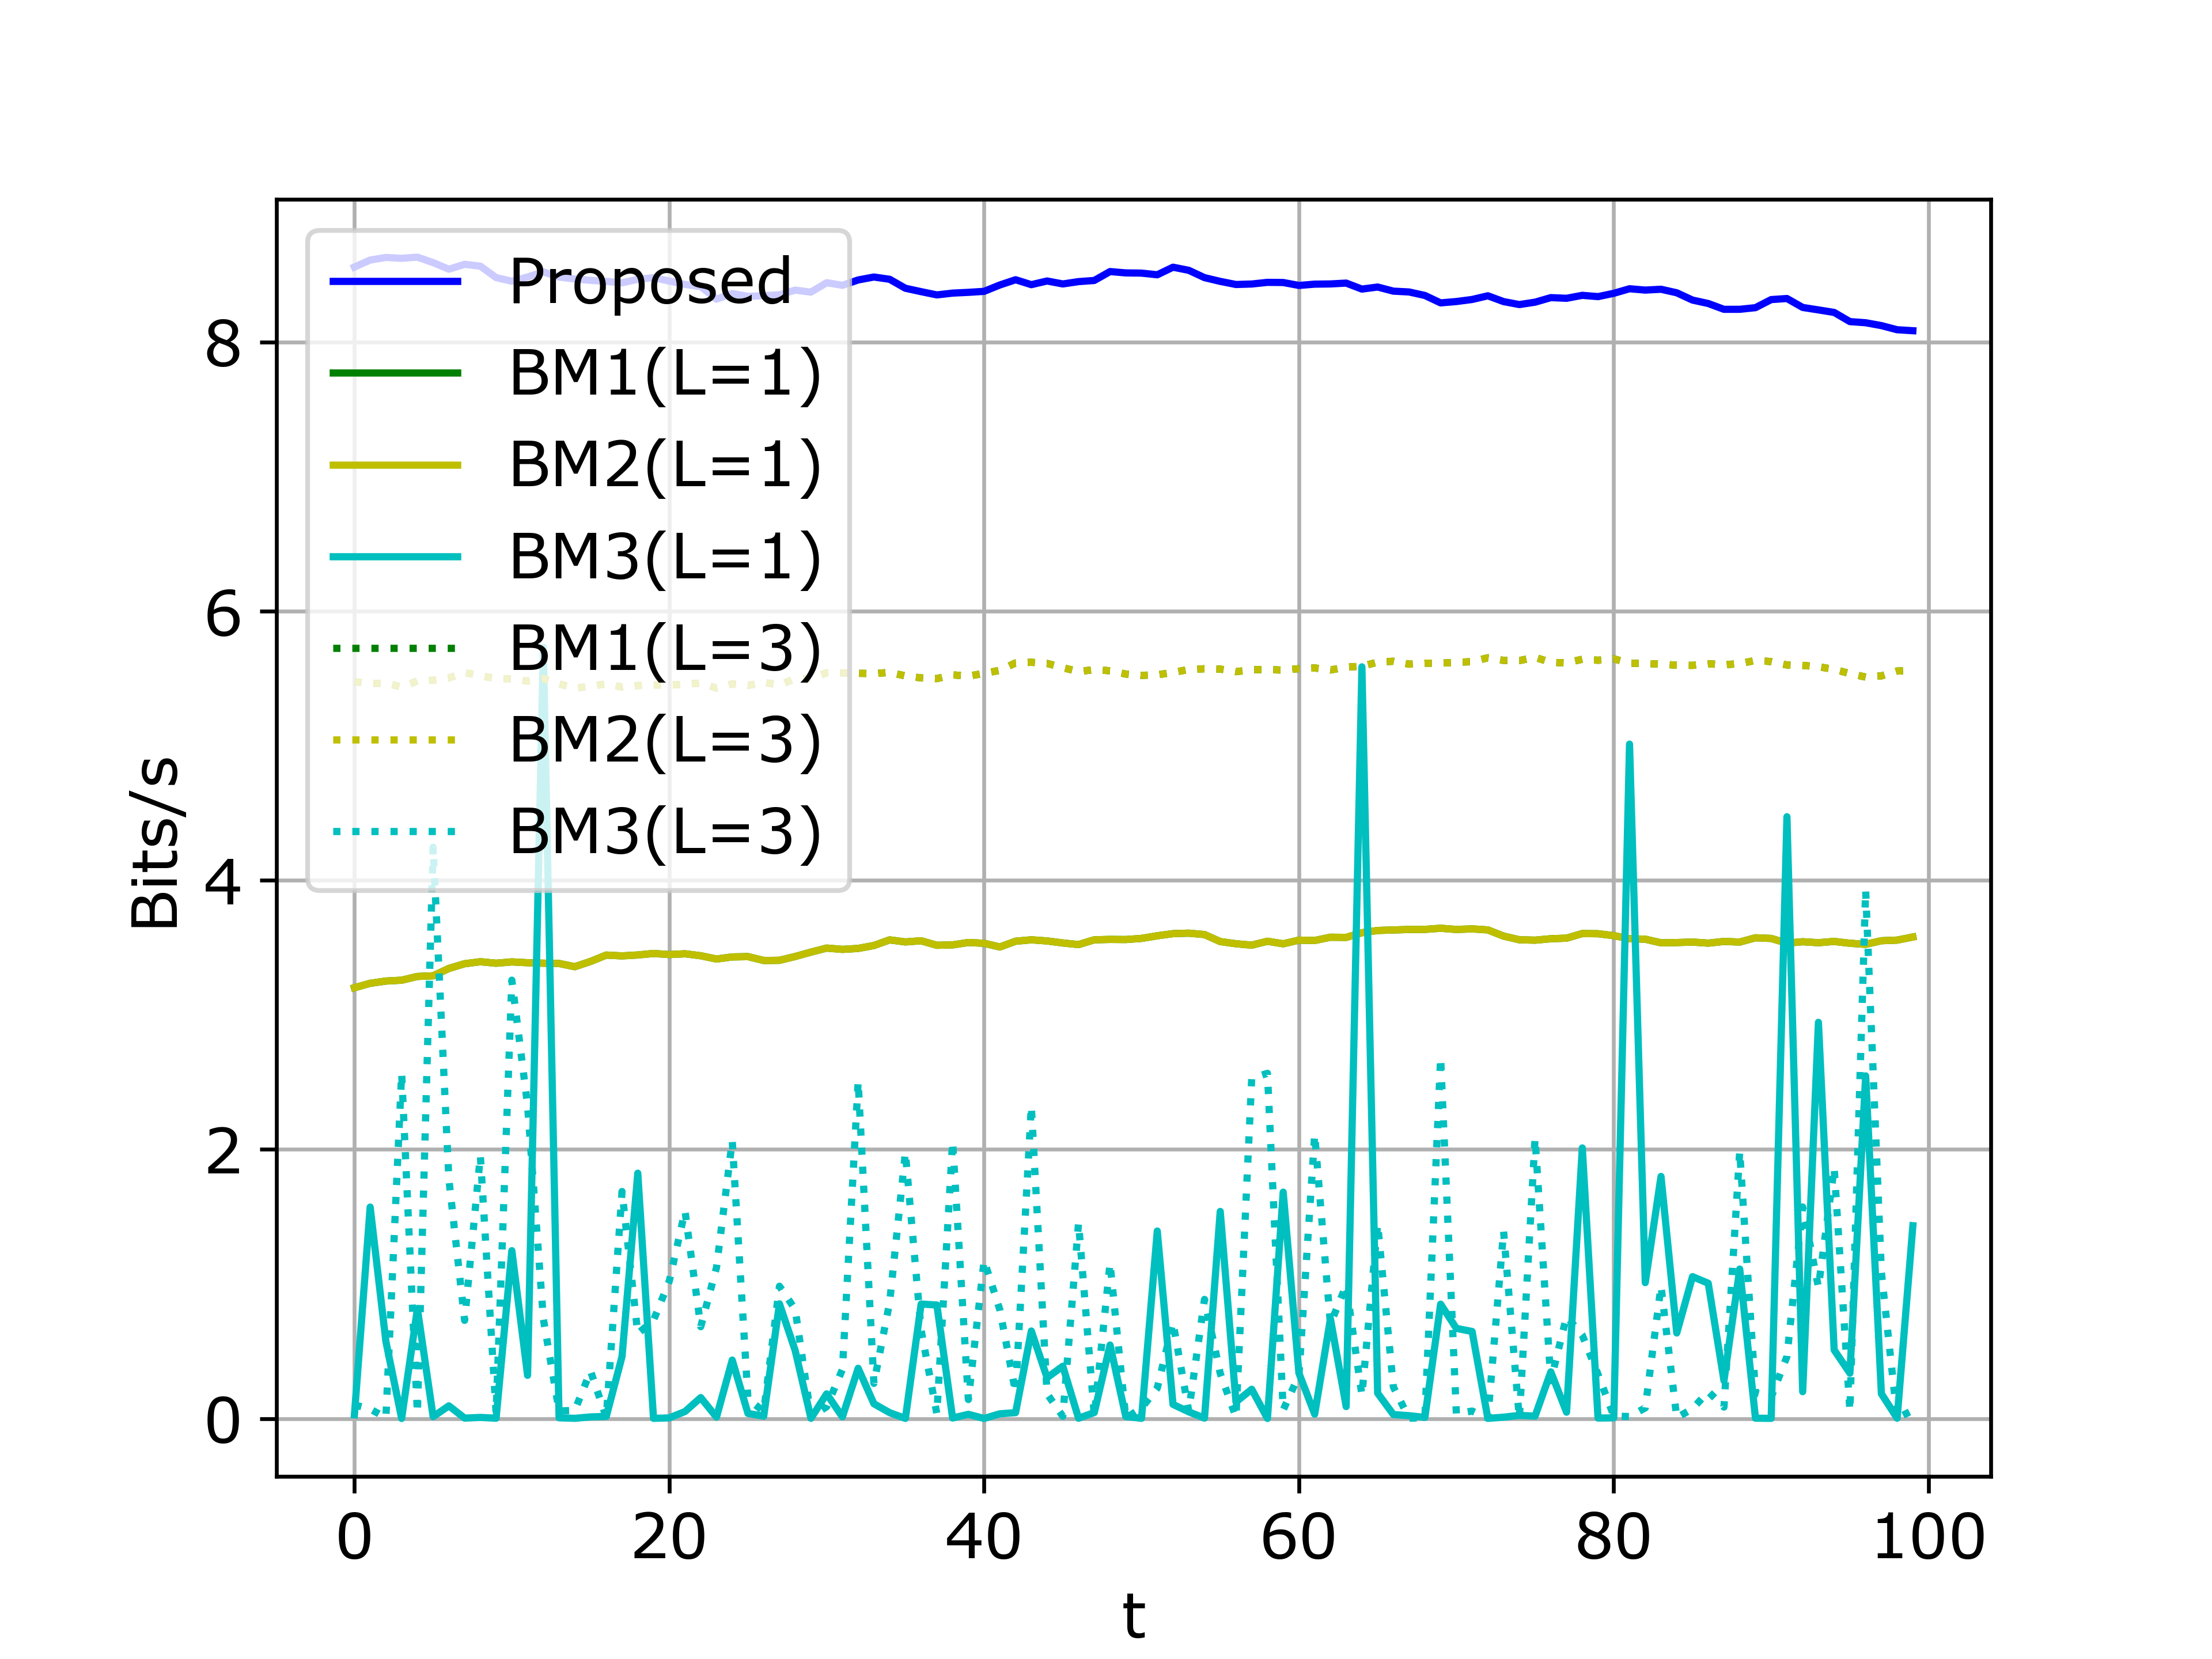 Proposed
BM1(L=1)
BM2(L=1)
BM3(L=1)
BM1(L=3)
BM2(L=3)
BM3(L=3)
Bits/s
8
6
4
2
0
0 20 40 60 80 100
t